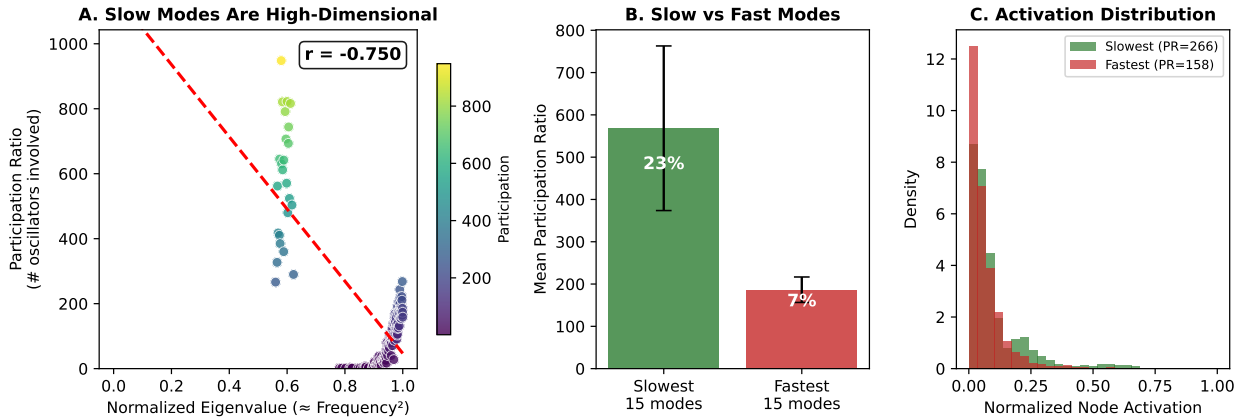 A. Slow Modes Are High-Dimensional
r = -0.750
1000
800
600
400
200
0
0.0 0.2 0.4 0.6 0.8 1.0
Participation Ratio
(# oscillators involved)
Normalized Eigenvalue (≈ Frequency²)
800
600
400
200
Participation
B. Slow vs Fast Modes
800
700
600
500
400
300
200
100
0
Mean Participation Ratio
23%
7%
Slowest
15 modes
Fastest
15 modes
C. Activation Distribution
Slowest (PR=266)
Fastest (PR=158)
12
10
8
6
4
2
0
Density
0.00 0.25 0.50 0.75 1.00
Normalized Node Activation